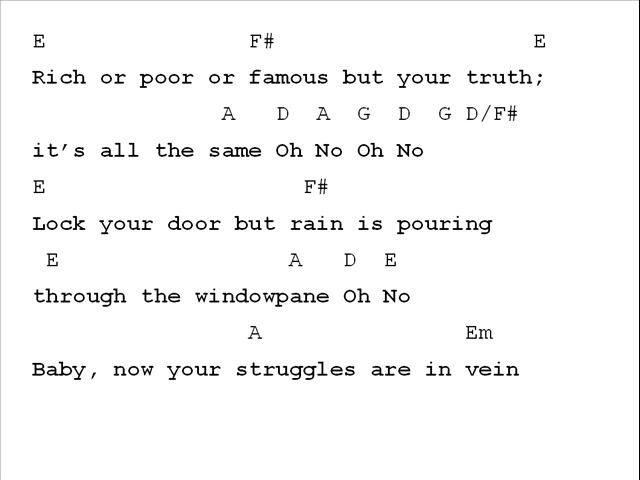 E F# E
Rich or poor or famous but your truth;
A D A G D G D/F#
it's all the same Oh No Oh No
E F#
Lock your door but rain is pouring
E A D E
through the windowpane Oh No
A Em
Baby, now your struggles are in vein